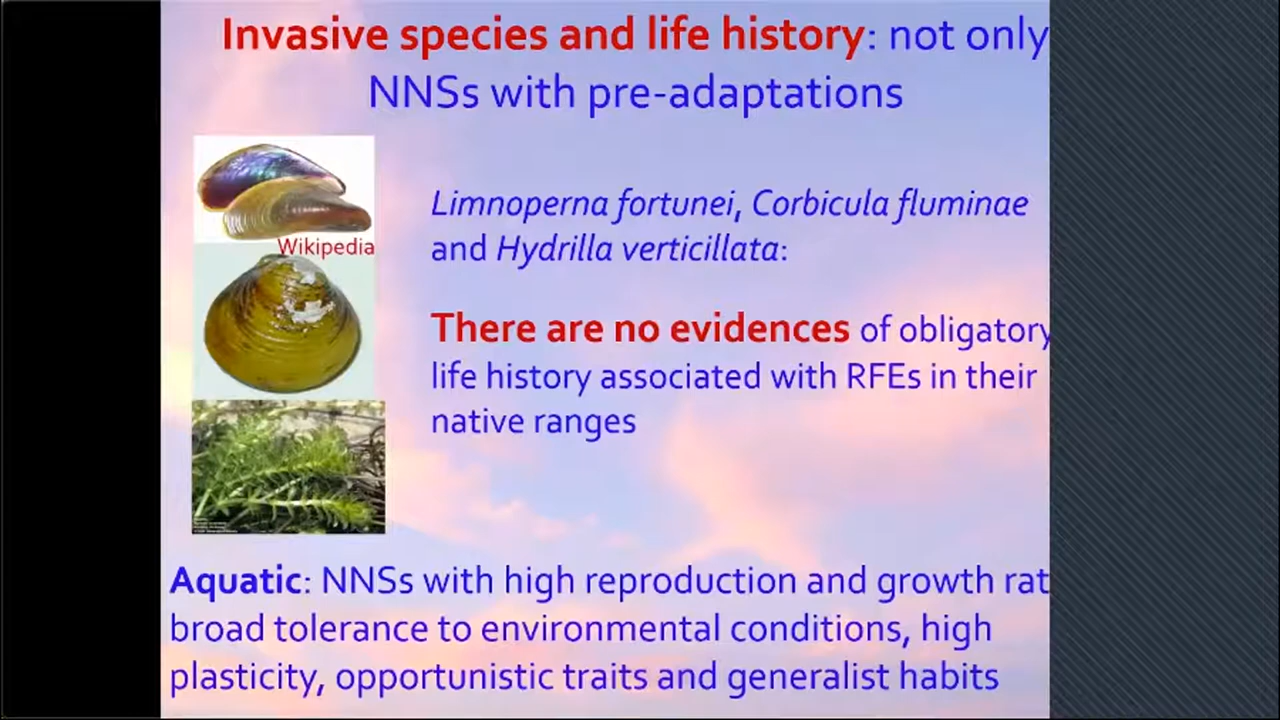 Invasive species and life history: not only
NNSs with pre-adaptations
Wikipedia
Limnoperna fortunei, Corbicula fluminae
and Hydrilla verticillata:
There are no evidences of obligatory
life history associated with RFEs in their
native ranges
Aquatic: NNSs with high reproduction and growth rat
broad tolerance to environmental conditions, high
plasticity, opportunistic traits and generalist habits